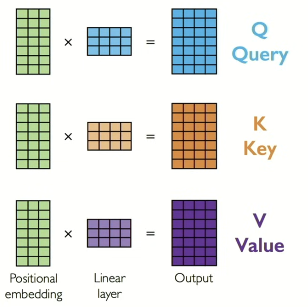 × = Q
Query
× = K
Key
× = V
Value
Positional embedding
Linear layer
Output